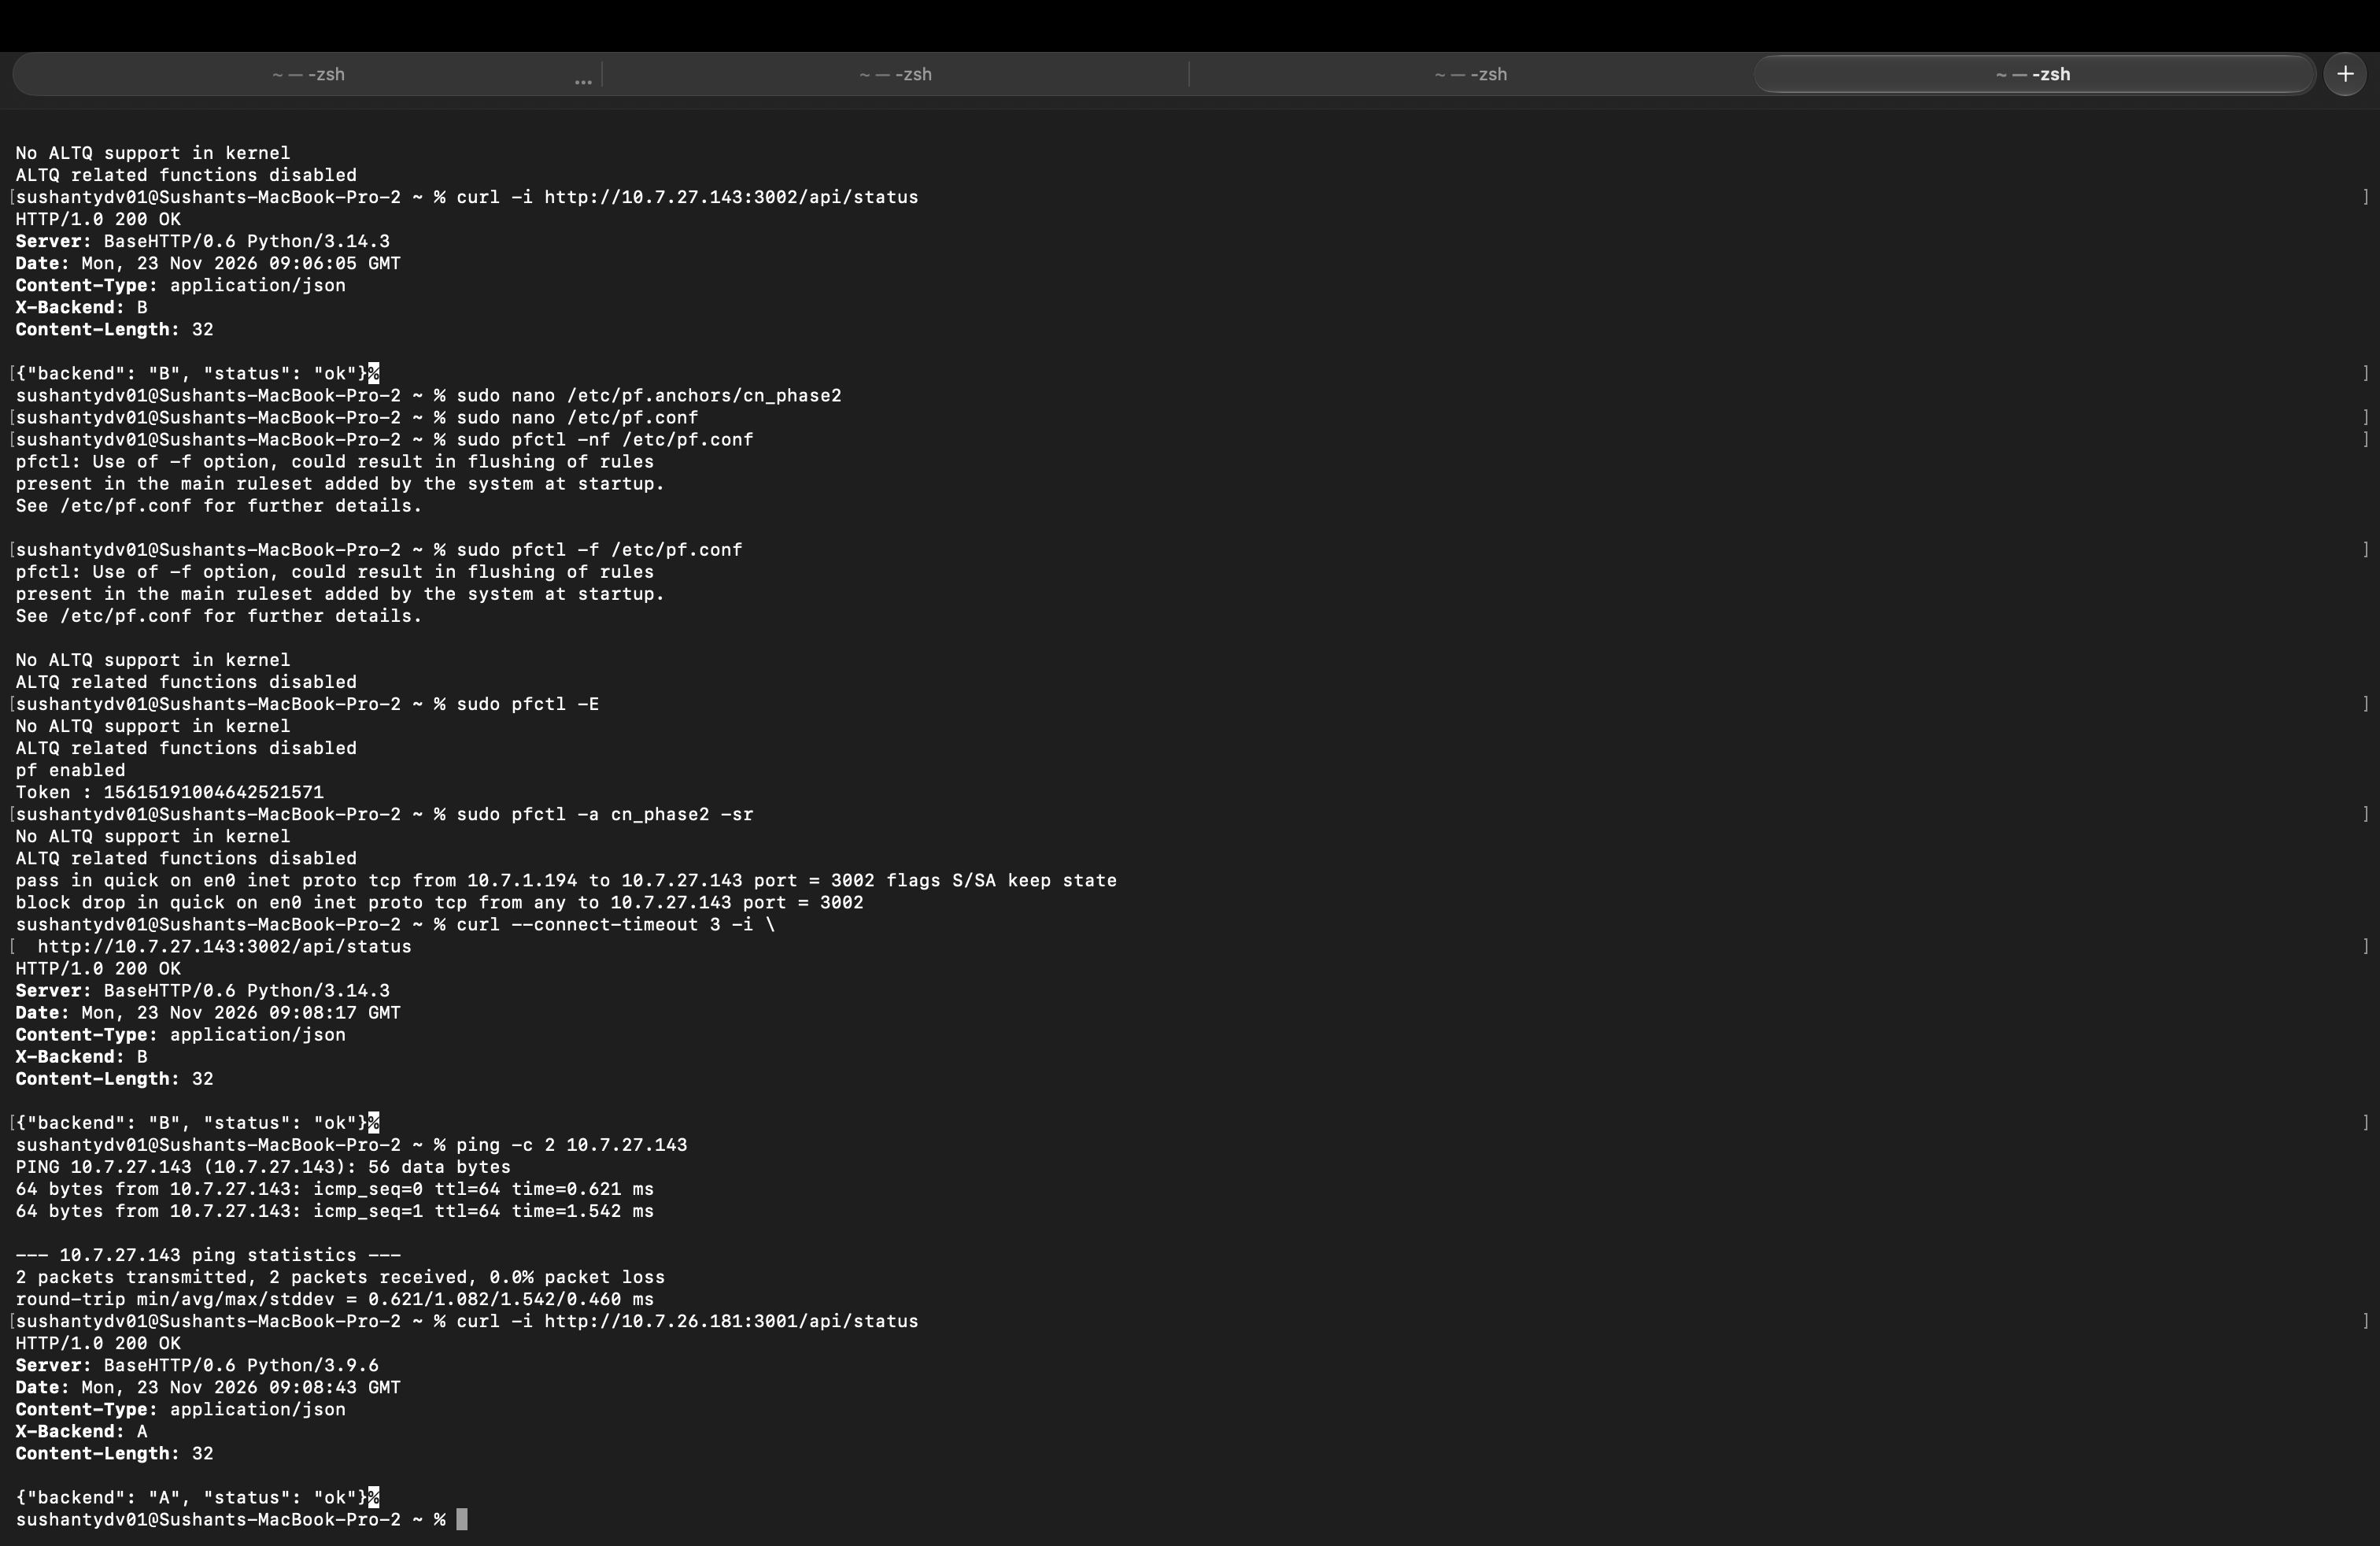 ~ — -zsh
...
~ — -zsh
~ — -zsh
~ — -zsh
+
No ALTQ support in kernel
ALTQ related functions disabled
[sushantydv01@Sushants-MacBook-Pro-2 ~ % curl -i http://10.7.27.143:3002/api/status ]
HTTP/1.0 200 OK
Server: BaseHTTP/0.6 Python/3.14.3
Date: Mon, 23 Nov 2026 09:06:05 GMT
Content-Type: application/json
X-Backend: B
Content-Length: 32
[{"backend": "B", "status": "ok"}% ]
sushantydv01@Sushants-MacBook-Pro-2 ~ % sudo nano /etc/pf.anchors/cn_phase2
[sushantydv01@Sushants-MacBook-Pro-2 ~ % sudo nano /etc/pf.conf ]
[sushantydv01@Sushants-MacBook-Pro-2 ~ % sudo pfctl -nf /etc/pf.conf ]
pfctl: Use of -f option, could result in flushing of rules
present in the main ruleset added by the system at startup.
See /etc/pf.conf for further details.
[sushantydv01@Sushants-MacBook-Pro-2 ~ % sudo pfctl -f /etc/pf.conf ]
pfctl: Use of -f option, could result in flushing of rules
present in the main ruleset added by the system at startup.
See /etc/pf.conf for further details.
No ALTQ support in kernel
ALTQ related functions disabled
[sushantydv01@Sushants-MacBook-Pro-2 ~ % sudo pfctl -E ]
No ALTQ support in kernel
ALTQ related functions disabled
pf enabled
Token : 15615191004642521571
[sushantydv01@Sushants-MacBook-Pro-2 ~ % sudo pfctl -a cn_phase2 -sr ]
No ALTQ support in kernel
ALTQ related functions disabled
pass in quick on en0 inet proto tcp from 10.7.1.194 to 10.7.27.143 port = 3002 flags S/SA keep state
block drop in quick on en0 inet proto tcp from any to 10.7.27.143 port = 3002
sushantydv01@Sushants-MacBook-Pro-2 ~ % curl --connect-timeout 3 -i \
[ http://10.7.27.143:3002/api/status ]
HTTP/1.0 200 OK
Server: BaseHTTP/0.6 Python/3.14.3
Date: Mon, 23 Nov 2026 09:08:17 GMT
Content-Type: application/json
X-Backend: B
Content-Length: 32
[{"backend": "B", "status": "ok"}% ]
sushantydv01@Sushants-MacBook-Pro-2 ~ % ping -c 2 10.7.27.143
PING 10.7.27.143 (10.7.27.143): 56 data bytes
64 bytes from 10.7.27.143: icmp_seq=0 ttl=64 time=0.621 ms
64 bytes from 10.7.27.143: icmp_seq=1 ttl=64 time=1.542 ms
--- 10.7.27.143 ping statistics ---
2 packets transmitted, 2 packets received, 0.0% packet loss
round-trip min/avg/max/stddev = 0.621/1.082/1.542/0.460 ms
[sushantydv01@Sushants-MacBook-Pro-2 ~ % curl -i http://10.7.26.181:3001/api/status ]
HTTP/1.0 200 OK
Server: BaseHTTP/0.6 Python/3.9.6
Date: Mon, 23 Nov 2026 09:08:43 GMT
Content-Type: application/json
X-Backend: A
Content-Length: 32
{"backend": "A", "status": "ok"}%
sushantydv01@Sushants-MacBook-Pro-2 ~ %